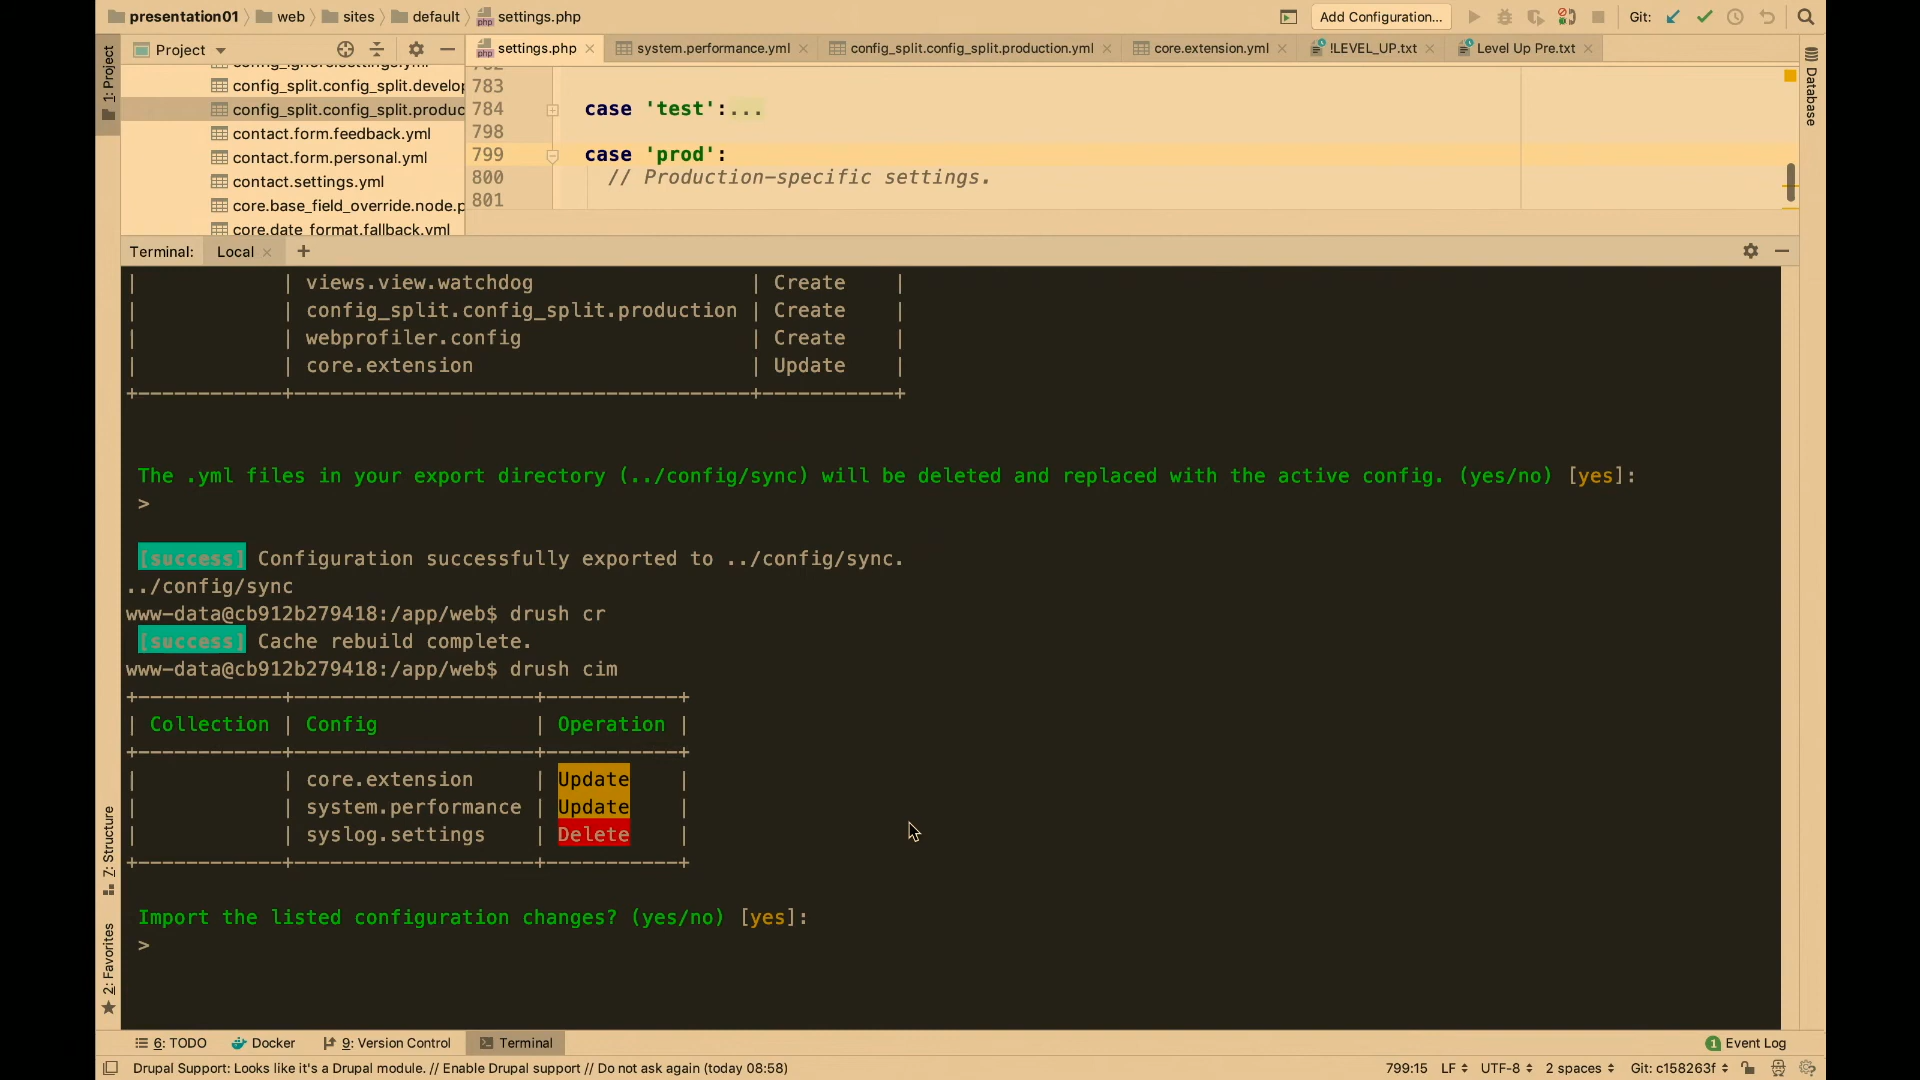 presentation01 web sites default settings.php
Add Configuration... Git:
1: Project
Project
settings.php system.performance.yml config_split.config_split.production.yml core.extension.yml !LEVEL_UP.txt Level Up Pre.txt
Database
config_split.config_split.develop
config_split.config_split.produc
contact.form.feedback.yml
contact.form.personal.yml
contact.settings.yml
core.base_field_override.node.p
core.date_format.fallback.yml
783
784 case 'test':...
798
799 case 'prod':
800 // Production-specific settings.
801
Terminal: Local +
| | views.view.watchdog | Create |
| | config_split.config_split.production | Create |
| | webprofiler.config | Create |
| | core.extension | Update |
+------------+---------------------------------------+-----------+
The .yml files in your export directory (../config/sync) will be deleted and replaced with the active config. (yes/no) [yes]:
>
[success] Configuration successfully exported to ../config/sync.
../config/sync
www-data@cb912b279418:/app/web$ drush cr
[success] Cache rebuild complete.
www-data@cb912b279418:/app/web$ drush cim
+------------+--------------------+-----------+
| Collection | Config | Operation |
+------------+--------------------+-----------+
| | core.extension | Update |
| | system.performance | Update |
| | syslog.settings | Delete |
+------------+--------------------+-----------+
Import the listed configuration changes? (yes/no) [yes]:
>
Z: Structure
2: Favorites
6: TODO Docker 9: Version Control Terminal 1 Event Log
Drupal Support: Looks like it's a Drupal module. // Enable Drupal support // Do not ask again (today 08:58) 799:15 LF UTF-8 2 spaces Git: c158263f